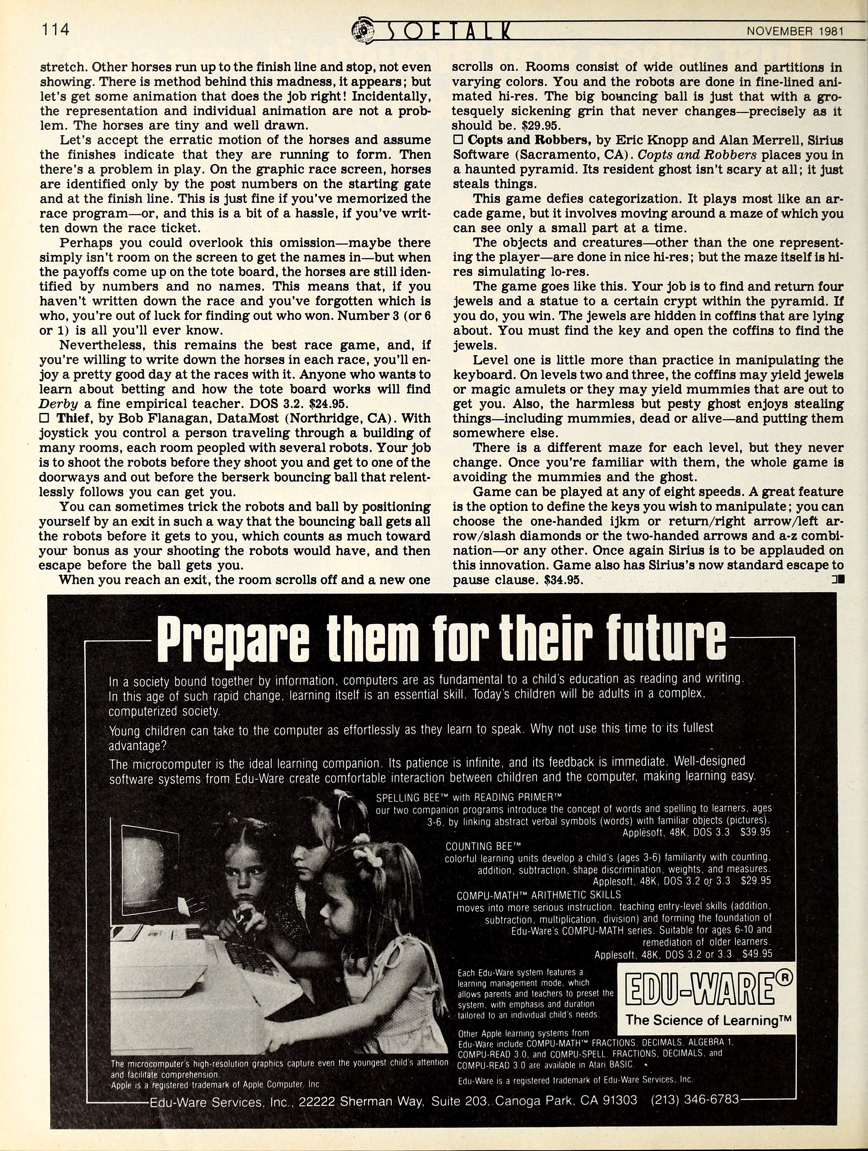 114
SOFTALK
NOVEMBER 1981
stretch. Other horses run up to the finish line and stop, not even
showing. There is method behind this madness, it appears; but
let's get some animation that does the job right! Incidentally,
the representation and individual animation are not a prob-
lem. The horses are tiny and well drawn.
Let's accept the erratic motion of the horses and assume
the finishes indicate that they are running to form. Then
there's a problem in play. On the graphic race screen, horses
are identified only by the post numbers on the starting gate
and at the finish line. This is just fine if you've memorized the
race program—or, and this is a bit of a hassle, if you've writ-
ten down the race ticket.
Perhaps you could overlook this omission—maybe there
simply isn't room on the screen to get the names in—but when
the payoffs come up on the tote board, the horses are still iden-
tified by numbers and no names. This means that, if you
haven't written down the race and you've forgotten which is
who, you're out of luck for finding out who won. Number 3 (or 6
or 1) is all you'll ever know.
Nevertheless, this remains the best race game, and, if
you're willing to write down the horses in each race, you'll en-
joy a pretty good day at the races with it. Anyone who wants to
learn about betting and how the tote board works will find
Derby a fine empirical teacher. DOS 3.2. $24.95.
□ Thief, by Bob Flanagan, DataMost (Northridge, CA). With
joystick you control a person traveling through a building of
many rooms, each room peopled with several robots. Your job
is to shoot the robots before they shoot you and get to one of the
doorways and out before the berserk bouncing ball that relent-
lessly follows you can get you.
You can sometimes trick the robots and ball by positioning
yourself by an exit in such a way that the bouncing ball gets all
the robots before it gets to you, which counts as much toward
your bonus as your shooting the robots would have, and then
escape before the ball gets you.
When you reach an exit, the room scrolls off and a new one
scrolls on. Rooms consist of wide outlines and partitions in
varying colors. You and the robots are done in fine-lined ani-
mated hi-res. The big bouncing ball is just that with a gro-
tesquely sickening grin that never changes—precisely as it
should be. $29.95.
□ Copts and Robbers, by Eric Knopp and Alan Merrell, Sirius
Software (Sacramento, CA). Copts and Robbers places you in
a haunted pyramid. Its resident ghost isn't scary at all; it just
steals things.
This game defies categorization. It plays most like an ar-
cade game, but it involves moving around a maze of which you
can see only a small part at a time.
The objects and creatures—other than the one represent-
ing the player—are done in nice hi-res; but the maze itself is hi-
res simulating lo-res.
The game goes like this. Your job is to find and return four
jewels and a statue to a certain crypt within the pyramid. If
you do, you win. The jewels are hidden in coffins that are lying
about. You must find the key and open the coffins to find the
jewels.
Level one is little more than practice in manipulating the
keyboard. On levels two and three, the coffins may yield jewels
or magic amulets or they may yield mummies that are out to
get you. Also, the harmless but pesty ghost enjoys stealing
things—including mummies, dead or alive—and putting them
somewhere else.
There is a different maze for each level, but they never
change. Once you're familiar with them, the whole game is
avoiding the mummies and the ghost.
Game can be played at any of eight speeds. A great feature
is the option to define the keys you wish to manipulate; you can
choose the one-handed ijkm or return/right arrow/left ar-
row/slash diamonds or the two-handed arrows and a-z combi-
nation—or any other. Once again Sirius is to be applauded on
this innovation. Game also has Sirius's now standard escape to
pause clause. $34.95.
Prepare them for their future
In a society bound together by information, computers are as fundamental to a child's education as reading and writing.
In this age of such rapid change, learning itself is an essential skill. Today's children will be adults in a complex,
computerized society.
Young children can take to the computer as effortlessly as they learn to speak. Why not use this time to its fullest
advantage?
The microcomputer is the ideal learning companion. Its patience is infinite, and its feedback is immediate. Well-designed
software systems from Edu-Ware create comfortable interaction between children and the computer, making learning easy.
SPELLING BEE™ with READING PRIMER™
our two companion programs introduce the concept of words and spelling to learners, ages
3-6, by linking abstract verbal symbols (words) with familiar objects (pictures).
Applesoft, 48K, DOS 3.3 $39.95
COUNTING BEE™
colorful learning units develop a child's (ages 3-6) familiarity with counting,
addition, subtraction, shape discrimination, weights, and measures.
Applesoft, 48K, DOS 3.2 or 3.3 $29.95
COMPU-MATH™ ARITHMETIC SKILLS
moves into more serious instruction, teaching entry-level skills (addition,
subtraction, multiplication, division) and forming the foundation of
Edu-Ware's COMPU-MATH series. Suitable for ages 6-10 and
remediation of older learners.
Applesoft, 48K, DOS 3.2 or 3.3 $49.95
Each Edu-Ware system features a
learning management mode, which
allows parents and teachers to preset the
system, with emphasis and duration
tailored to an individual child's needs.
EDU-WARE®
The Science of Learning™
Other Apple learning systems from
Edu-Ware include COMPU-MATH™ FRACTIONS, DECIMALS, ALGEBRA 1,
COMPU-READ 3.0, and COMPU-SPELL. FRACTIONS, DECIMALS, and
COMPU-READ 3.0 are available in Atari BASIC.
Edu-Ware is a registered trademark of Edu-Ware Services, Inc.
The microcomputer's high-resolution graphics capture even the youngest child's attention
and facilitate comprehension.
Apple is a registered trademark of Apple Computer, Inc.
Edu-Ware Services, Inc., 22222 Sherman Way, Suite 203, Canoga Park, CA 91303 (213) 346-6783